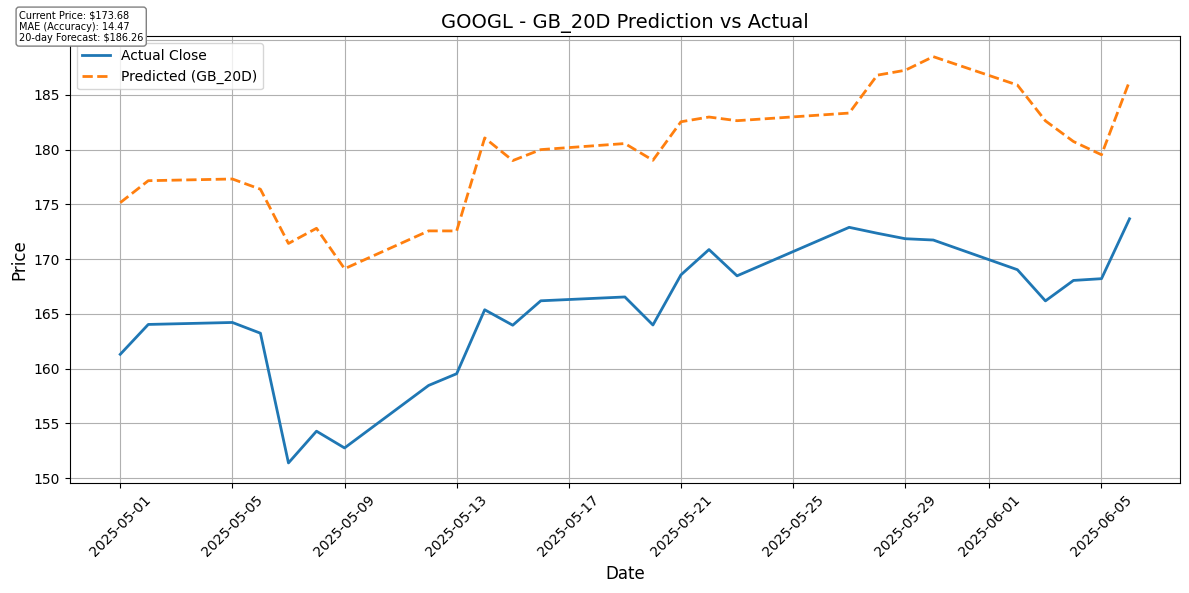 Current Price: $173.68
MAE (Accuracy): 14.47
20-day Forecast: $186.26
GOOGL - GB_20D Prediction vs Actual
Actual Close
Predicted (GB_20D)
Price
185
180
175
170
165
160
155
150
2025-05-01
2025-05-05
2025-05-09
2025-05-13
2025-05-17
2025-05-21
2025-05-25
2025-05-29
2025-06-01
2025-06-05
Date